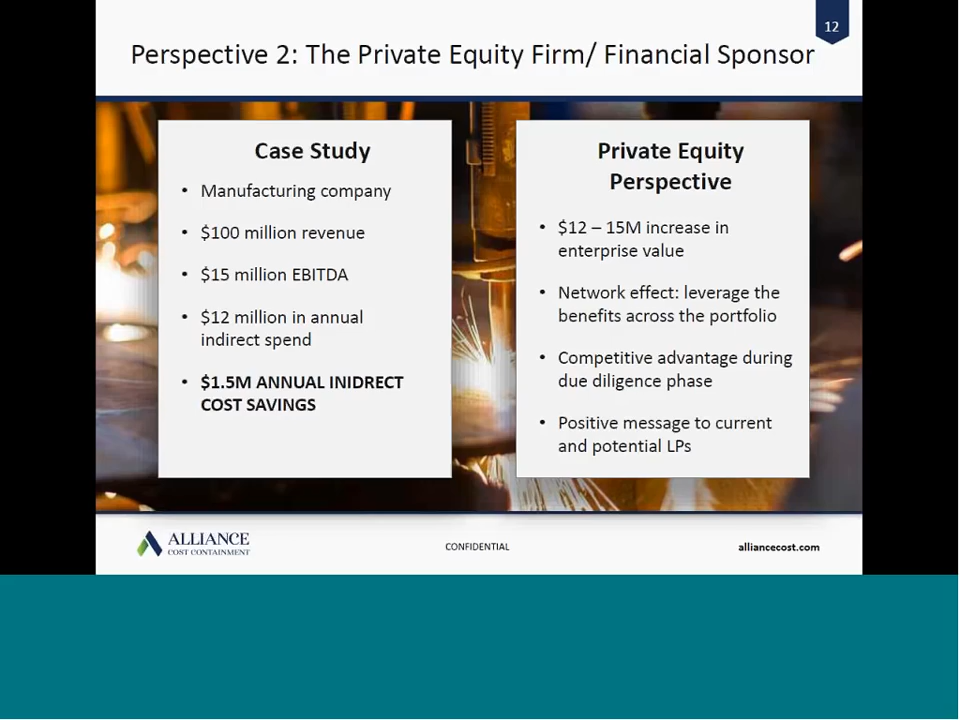 12
Perspective 2: The Private Equity Firm/ Financial Sponsor
Case Study
• Manufacturing company
• $100 million revenue
• $15 million EBITDA
• $12 million in annual
indirect spend
• $1.5M ANNUAL INIDRECT
COST SAVINGS
Private Equity
Perspective
• $12 – 15M increase in
enterprise value
• Network effect: leverage the
benefits across the portfolio
• Competitive advantage during
due diligence phase
• Positive message to current
and potential LPs
ALLIANCE
COST CONTAINMENT
CONFIDENTIAL
alliancecost.com